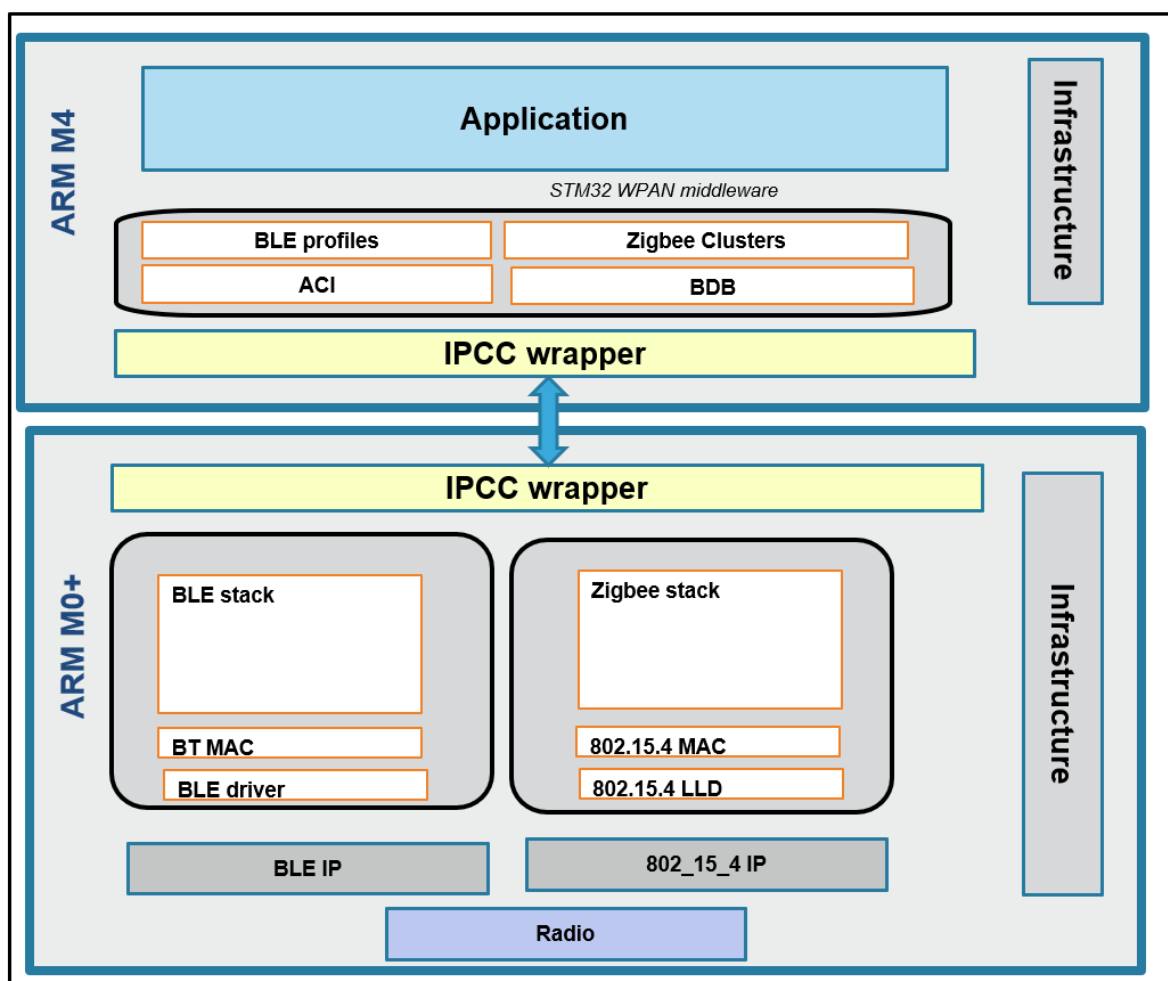 ARM M4
Application
Infrastructure
STM32 WPAN middleware
BLE profiles
Zigbee Clusters
ACI
BDB
IPCC wrapper
ARM M0+
IPCC wrapper
Infrastructure
BLE stack
Zigbee stack
BT MAC
802.15.4 MAC
BLE driver
802.15.4 LLD
BLE IP
802_15_4 IP
Radio